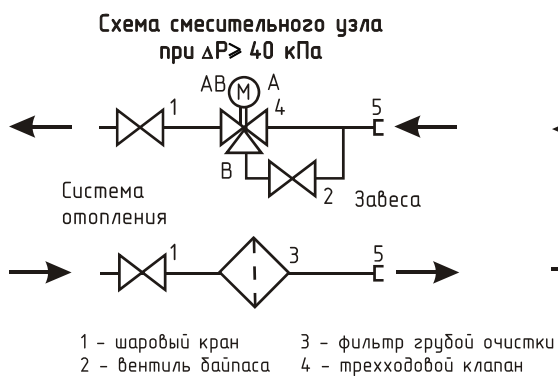 Схема смесительного узла
при ΔP⩾ 40 кПа
AB M A
1 4 5
B
2
Система Завеса
отопления
1 3 5
1 - шаровый кран 3 - фильтр грубой очистки
2 - вентиль байпаса 4 - трехходовой клапан